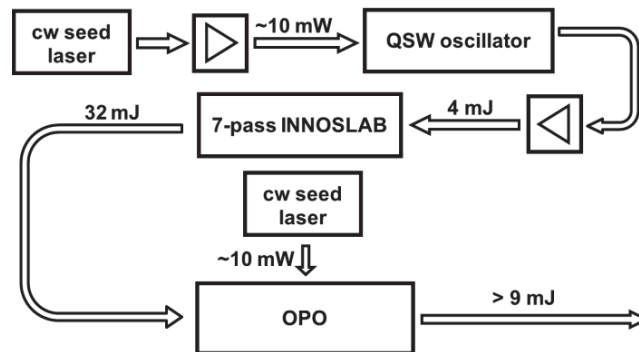 cw seed
laser
~10 mW
QSW oscillator
32 mJ
7-pass INNOSLAB
4 mJ
cw seed
laser
~10 mW
OPO
> 9 mJ